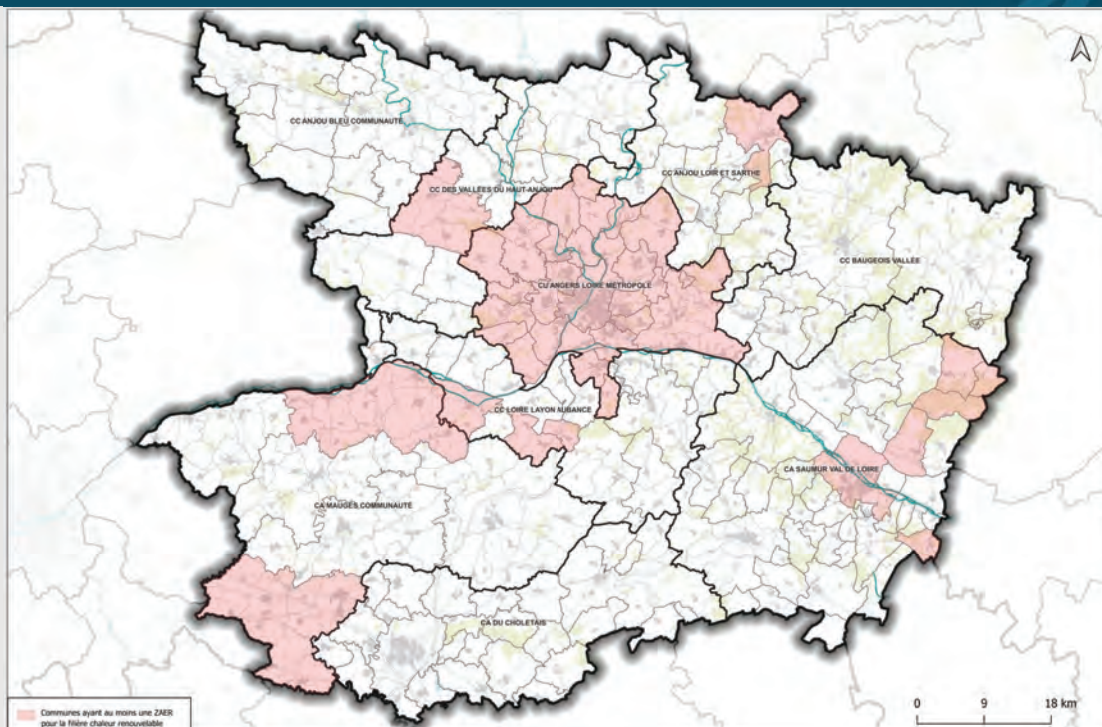 CC ANJOU BLEU COMMUNAUTÉ
CC DES VALLÉES DU HAUT-ANJOU
CC ANJOU LOIR ET SARTHE
CC BAUGEOIS VALLÉE
CU ANGERS LOIRE METROPOLE
CC LOIRE LAYON AUBANCE
CA SAUMUR VAL DE LOIRE
CA MAUGES COMMUNAUTÉ
CA DU CHOLETAIS
Communes ayant au moins une ZAER
pour la filière chaleur renouvelable
0 9 18 km